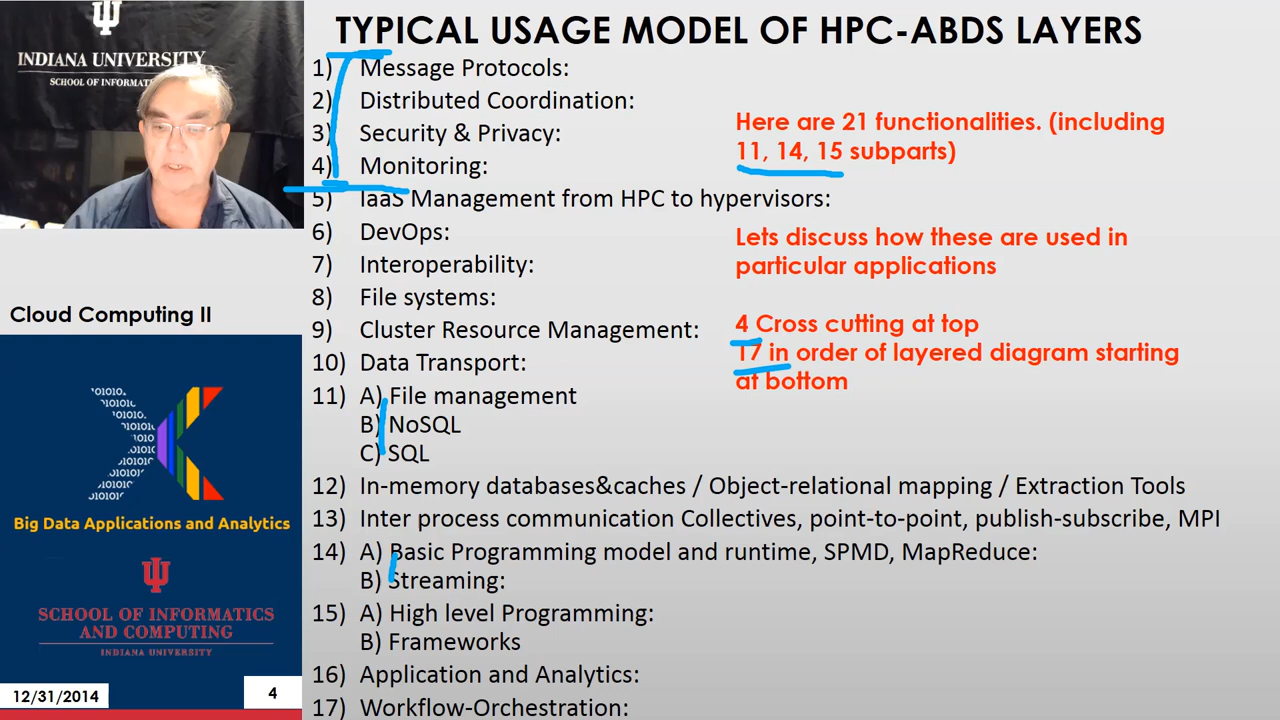 TYPICAL USAGE MODEL OF HPC-ABDS LAYERS
INDIANA UNIVERSITY
SCHOOL OF INFORMAT
1) Message Protocols:
2) Distributed Coordination:
3) Security & Privacy:
4) Monitoring:
5) IaaS Management from HPC to hypervisors:
6) DevOps:
7) Interoperability:
8) File systems:
9) Cluster Resource Management:
10) Data Transport:
11) A) File management
B) NoSQL
C) SQL
12) In-memory databases&caches / Object-relational mapping / Extraction Tools
13) Inter process communication Collectives, point-to-point, publish-subscribe, MPI
14) A) Basic Programming model and runtime, SPMD, MapReduce:
B) Streaming:
15) A) High level Programming:
B) Frameworks
16) Application and Analytics:
17) Workflow-Orchestration:
Here are 21 functionalities. (including
11, 14, 15 subparts)
Lets discuss how these are used in
particular applications
4 Cross cutting at top
17 in order of layered diagram starting
at bottom
Cloud Computing II
Big Data Applications and Analytics
SCHOOL OF INFORMATICS
AND COMPUTING
INDIANA UNIVERSITY
12/31/2014
4